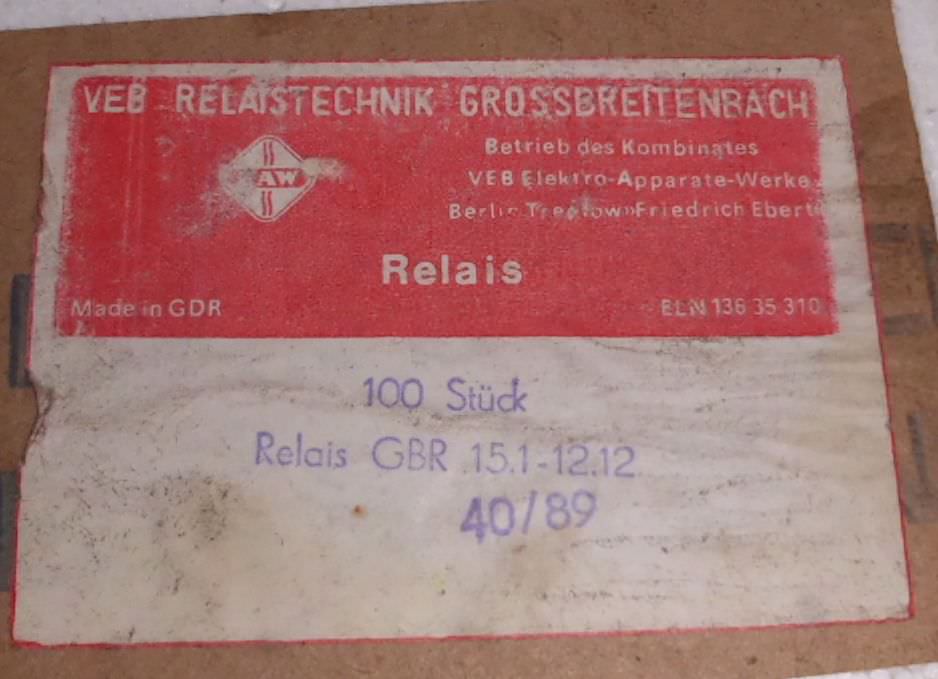 VEB RELAISTECHNIK GROSSBREITENBACH
Betrieb des Kombinates
AW
VEB Elektro-Apparate-Werke
Berlin-Treptow »Friedrich Ebert«
Relais
Made in GDR
ELN 136 35 310
100 Stück
Relais GBR 15.1-12.12
40/89